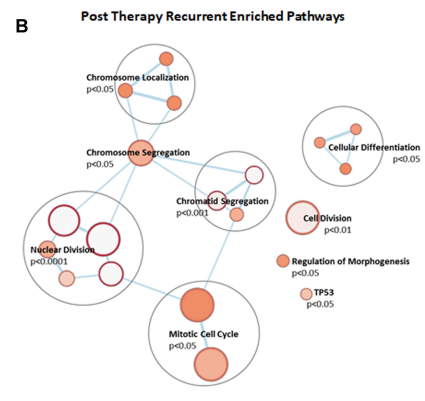 Post Therapy Recurrent Enriched Pathways
B
Chromosome Localization
p<0.05
Chromosome Segregation
p<0.05
Cellular Differentiation
p<0.05
Chromatid Segregation
p<0.001
Cell Division
p<0.01
Nuclear Division
p<0.0001
Regulation of Morphogenesis
p<0.05
TP53
p<0.05
Mitotic Cell Cycle
p<0.05